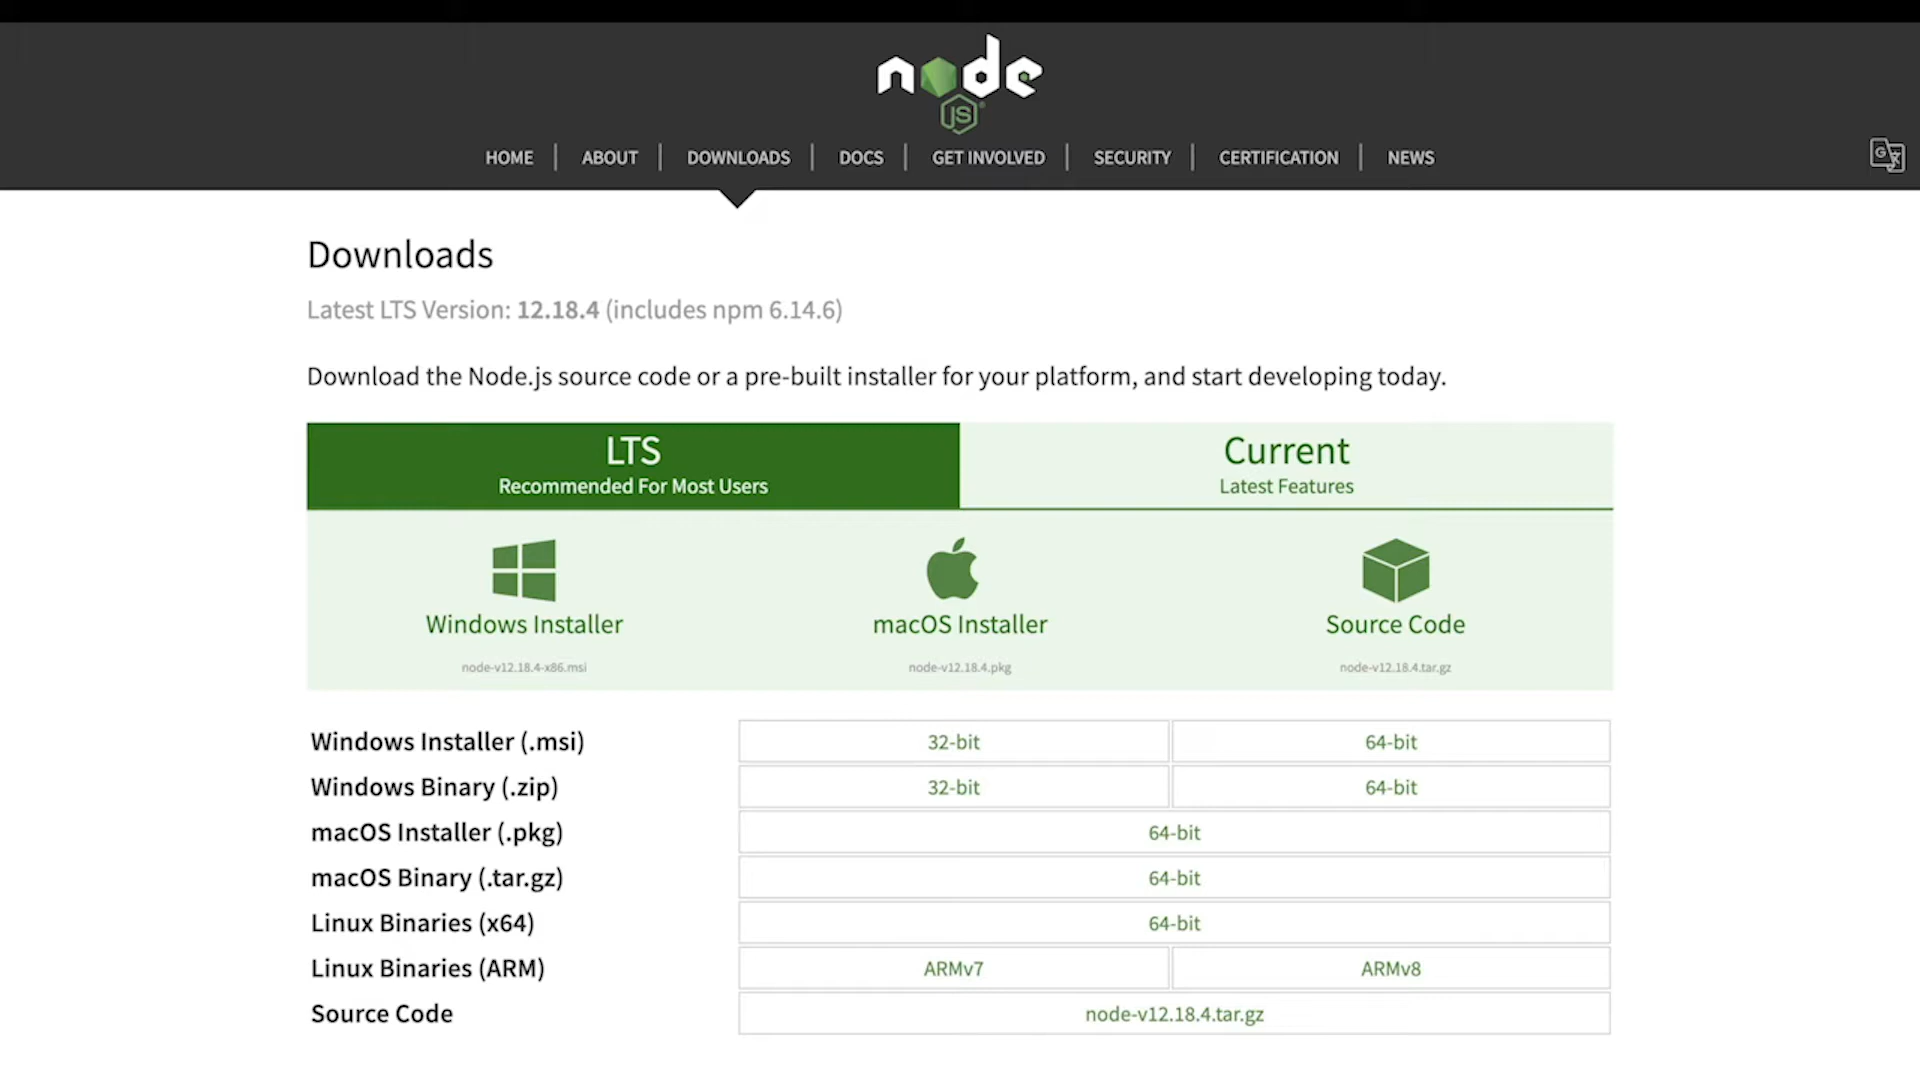 node
JS
HOME | ABOUT | DOWNLOADS | DOCS | GET INVOLVED | SECURITY | CERTIFICATION | NEWS
Downloads
Latest LTS Version: 12.18.4 (includes npm 6.14.6)
Download the Node.js source code or a pre-built installer for your platform, and start developing today.
LTS
Recommended For Most Users
Current
Latest Features
Windows Installer
node-v12.18.4-x86.msi
macOS Installer
node-v12.18.4.pkg
Source Code
node-v12.18.4.tar.gz
Windows Installer (.msi) 32-bit 64-bit
Windows Binary (.zip) 32-bit 64-bit
macOS Installer (.pkg) 64-bit
macOS Binary (.tar.gz) 64-bit
Linux Binaries (x64) 64-bit
Linux Binaries (ARM) ARMv7 ARMv8
Source Code node-v12.18.4.tar.gz